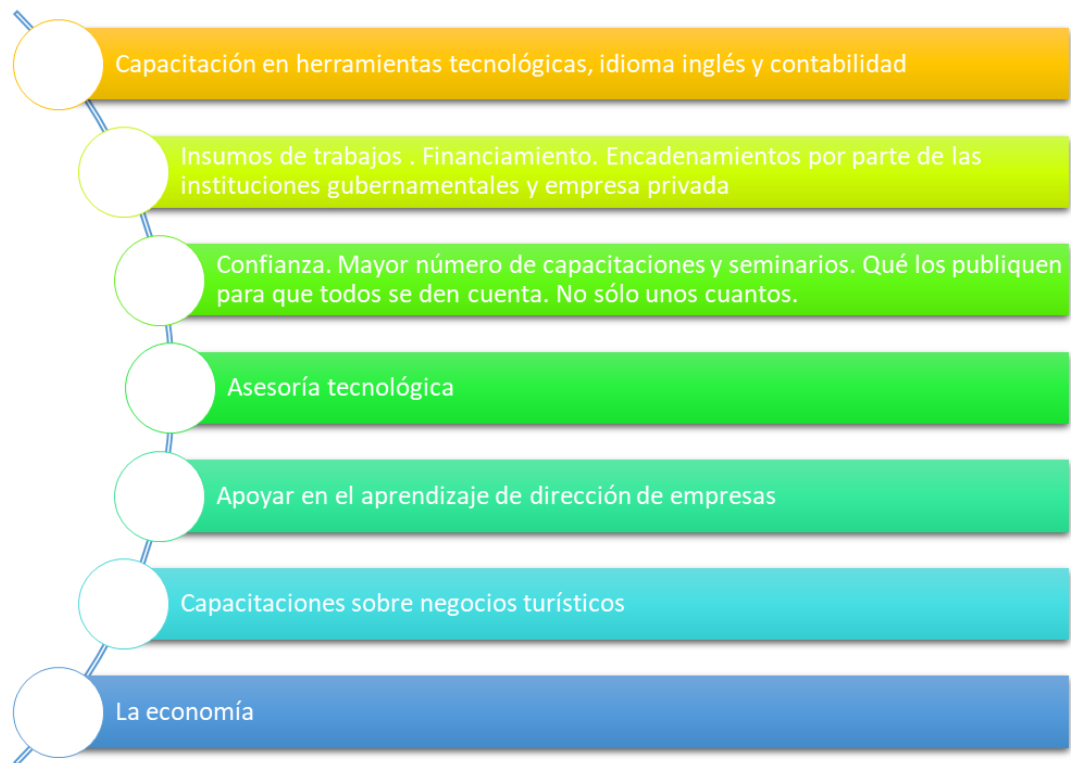 Capacitación en herramientas tecnológicas, idioma inglés y contabilidad
Insumos de trabajos . Financiamiento. Encadenamientos por parte de las
instituciones gubernamentales y empresa privada
Confianza. Mayor número de capacitaciones y seminarios. Qué los publiquen
para que todos se den cuenta. No sólo unos cuantos.
Asesoría tecnológica
Apoyar en el aprendizaje de dirección de empresas
Capacitaciones sobre negocios turísticos
La economía